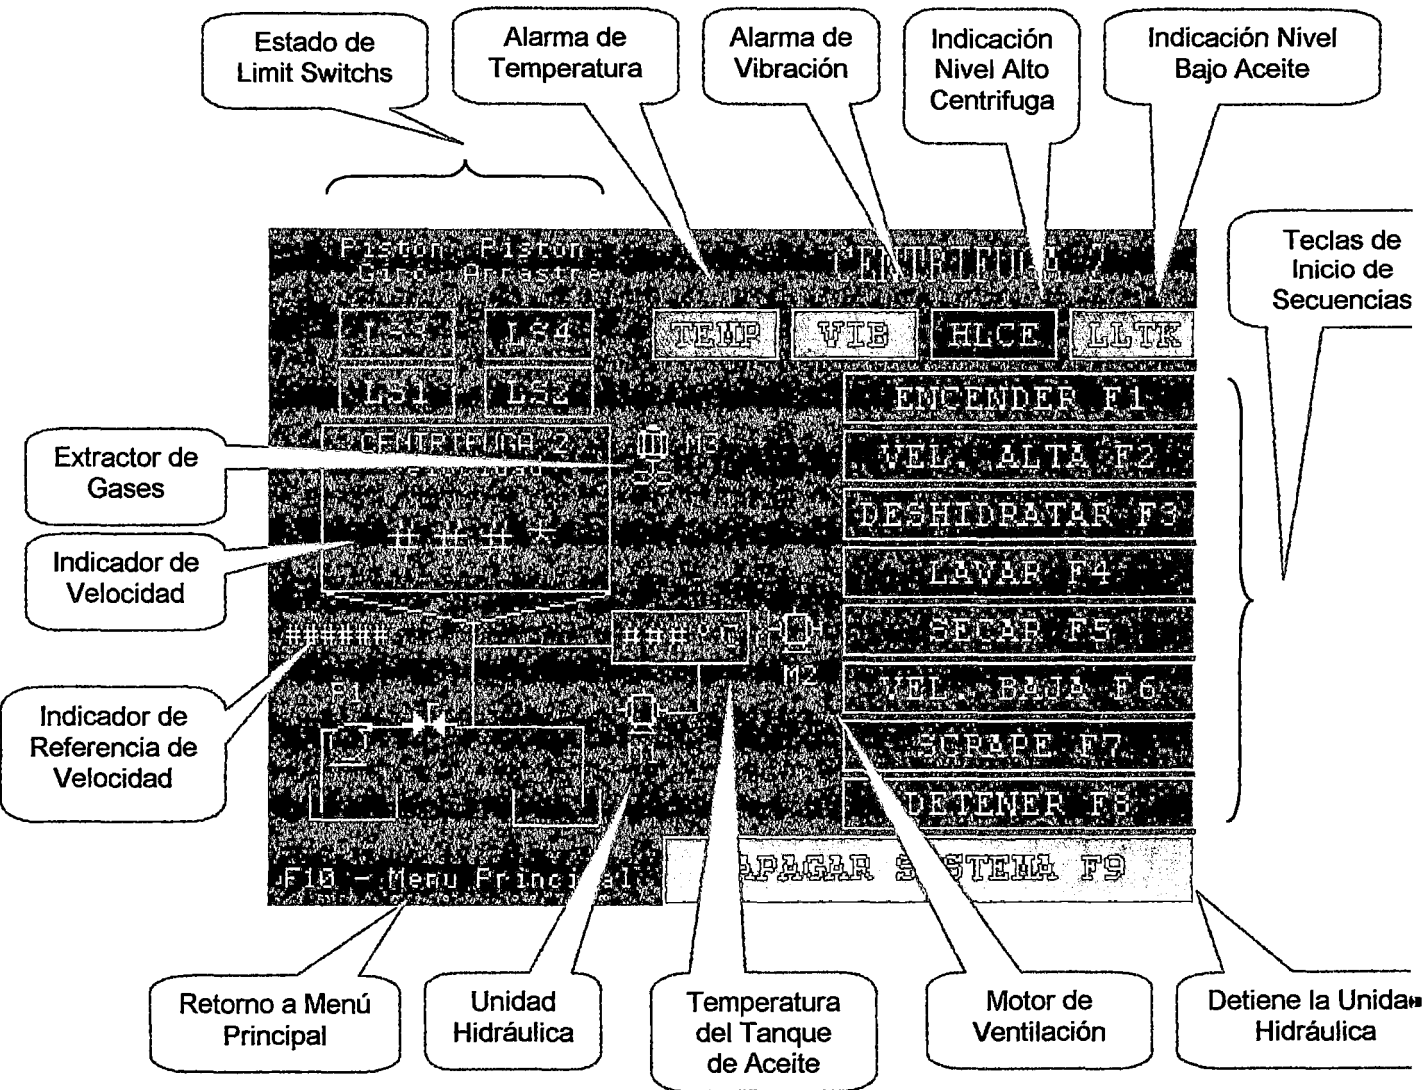 Estado de
Limit Switchs
Alarma de
Temperatura
Alarma de
Vibración
Indicación
Nivel Alto
Centrifuga
Indicación Nivel
Bajo Aceite
Teclas de
Inicio de
Secuencias
Piston Piston
Giro Arrastre
CENTRIFUGA 2
LS3 LS4
TEMP VIB HLCE LLTK
LS1 LS2
ENCENDER F1
CENTRIFUGA 2
M3
VEL. ALTA F2
Extractor de
Gases
DESHIDRATAR F3
# # # *
Indicador de
Velocidad
LAVAR F4
######
###
SECAR F5
M2
P1
VEL. BAJA F6
M1
Indicador de
Referencia de
Velocidad
SCRAPE F7
DETENER F8
APAGAR SISTEMA F9
F10 - Menu Principal
Retorno a Menú
Principal
Unidad
Hidráulica
Temperatura
del Tanque
de Aceite
Motor de
Ventilación
Detiene la Unida
Hidráulica